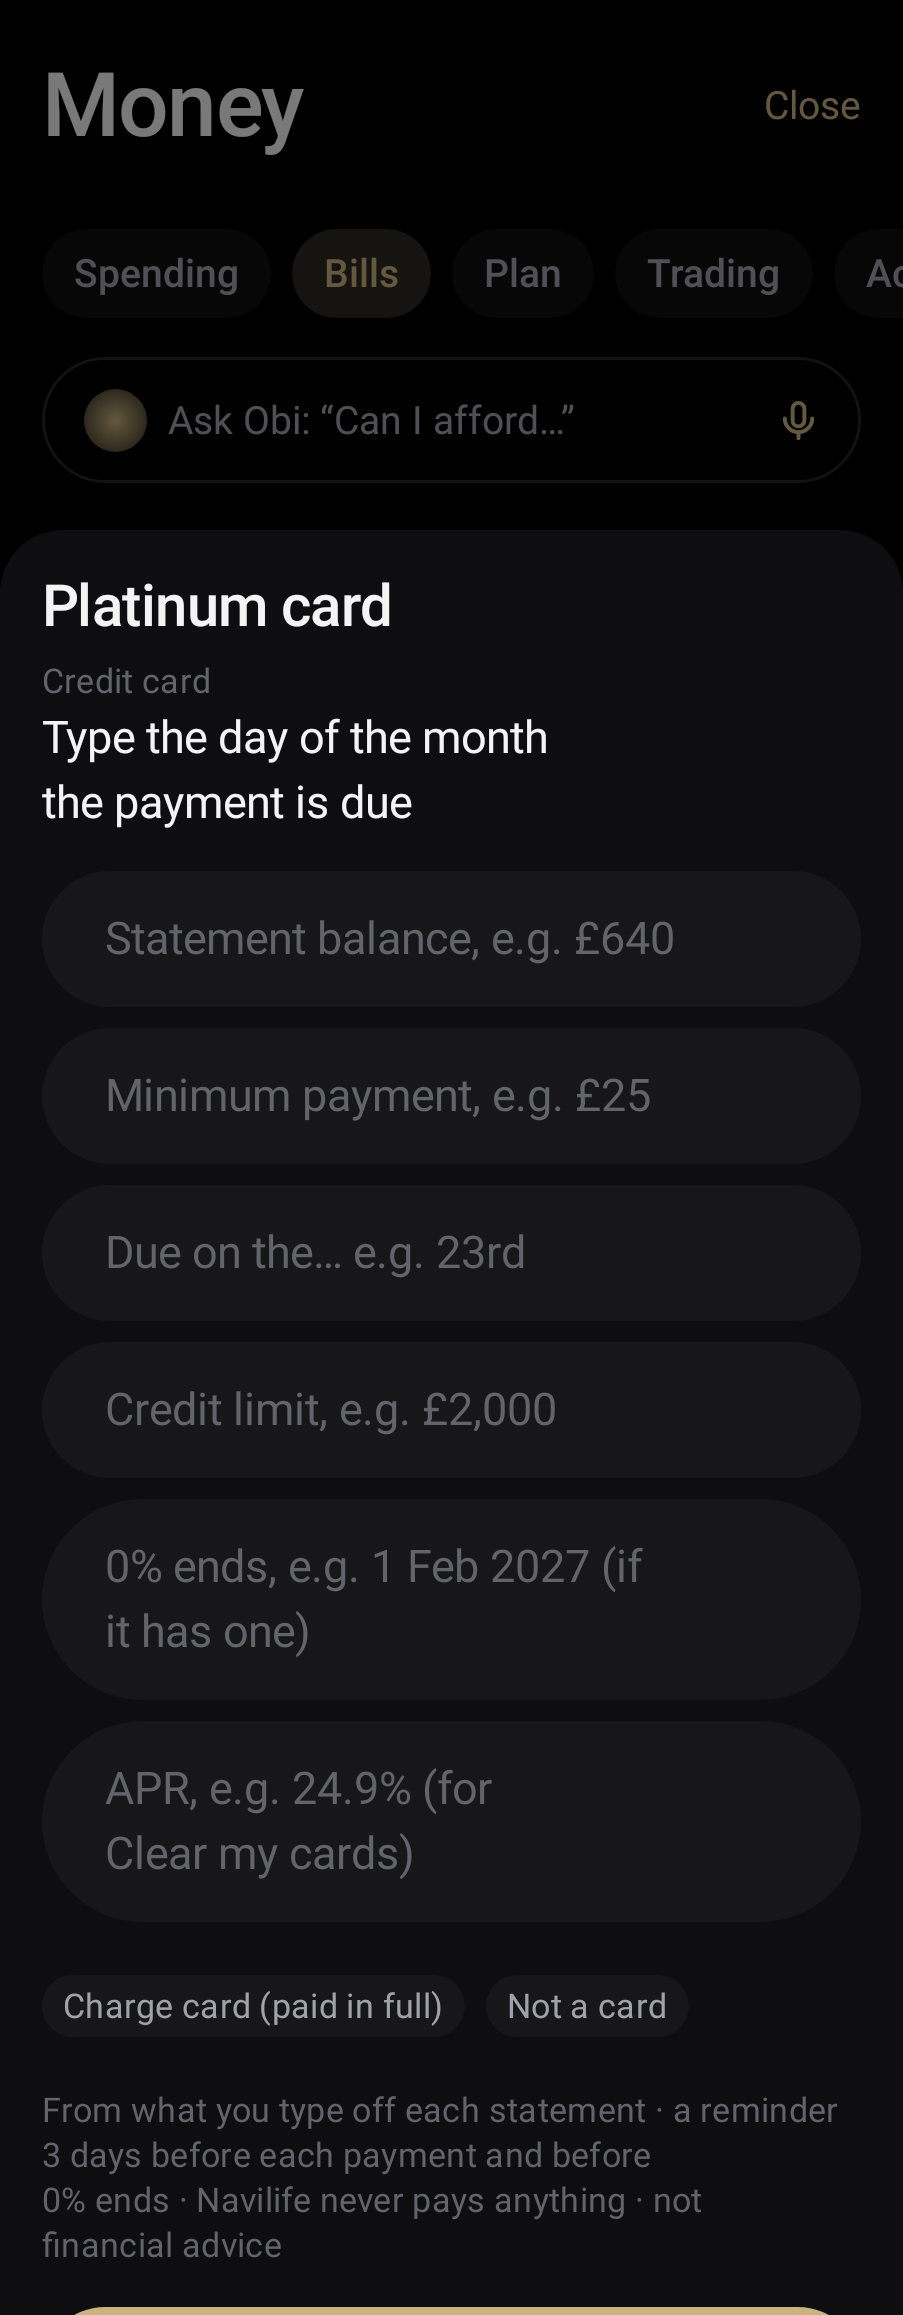 Money
Close
Spending
Bills
Plan
Trading
Ask Obi: “Can I afford…”
Platinum card
Credit card
Type the day of the month
the payment is due
Statement balance, e.g. £640
Minimum payment, e.g. £25
Due on the… e.g. 23rd
Credit limit, e.g. £2,000
0% ends, e.g. 1 Feb 2027 (if
it has one)
APR, e.g. 24.9% (for
Clear my cards)
Charge card (paid in full)
Not a card
From what you type off each statement · a reminder
3 days before each payment and before
0% ends · Navilife never pays anything · not
financial advice